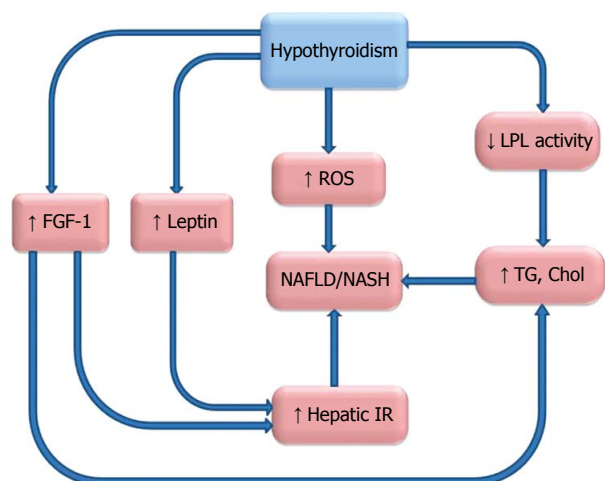 Hypothyroidism
↓ LPL activity
↑ ROS
↑ FGF-1
↑ Leptin
NAFLD/NASH
↑ TG, Chol
↑ Hepatic IR